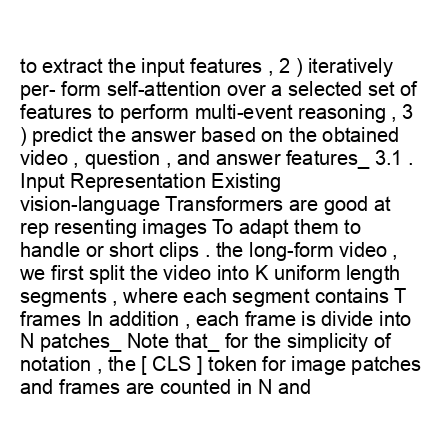 to extract the input features , 2 ) iteratively
per- form self-attention over a selected set of
features to perform multi-event reasoning , 3
) predict the answer based on the obtained
video , question , and answer features_ 3.1 .
Input Representation Existing
vision-language Transformers are good at
rep resenting images To adapt them to
handle or short clips . the long-form video ,
we first split the video into K uniform length
segments , where each segment contains T
frames In addition , each frame is divide into
N patches_ Note that_ for the simplicity of
notation , the [ CLS ] token for image patches
and frames are counted in N and